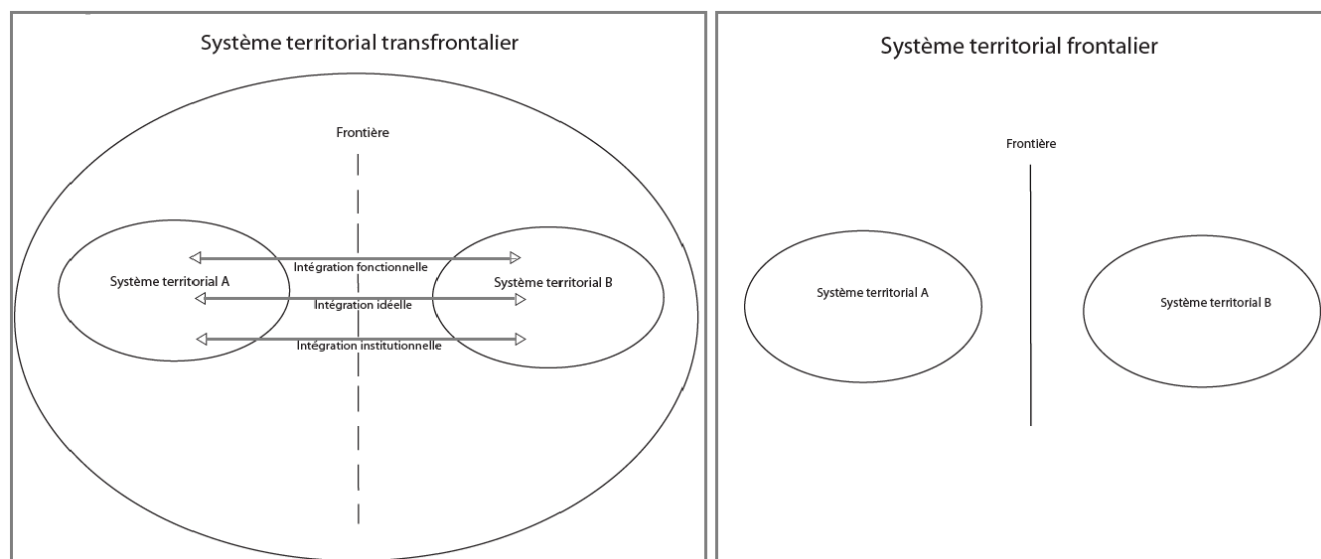 Système territorial transfrontalier
Frontière
Intégration fonctionnelle
Système territorial A
Système territorial B
Intégration idéelle
Intégration institutionnelle
Système territorial frontalier
Frontière
Système territorial A
Système territorial B